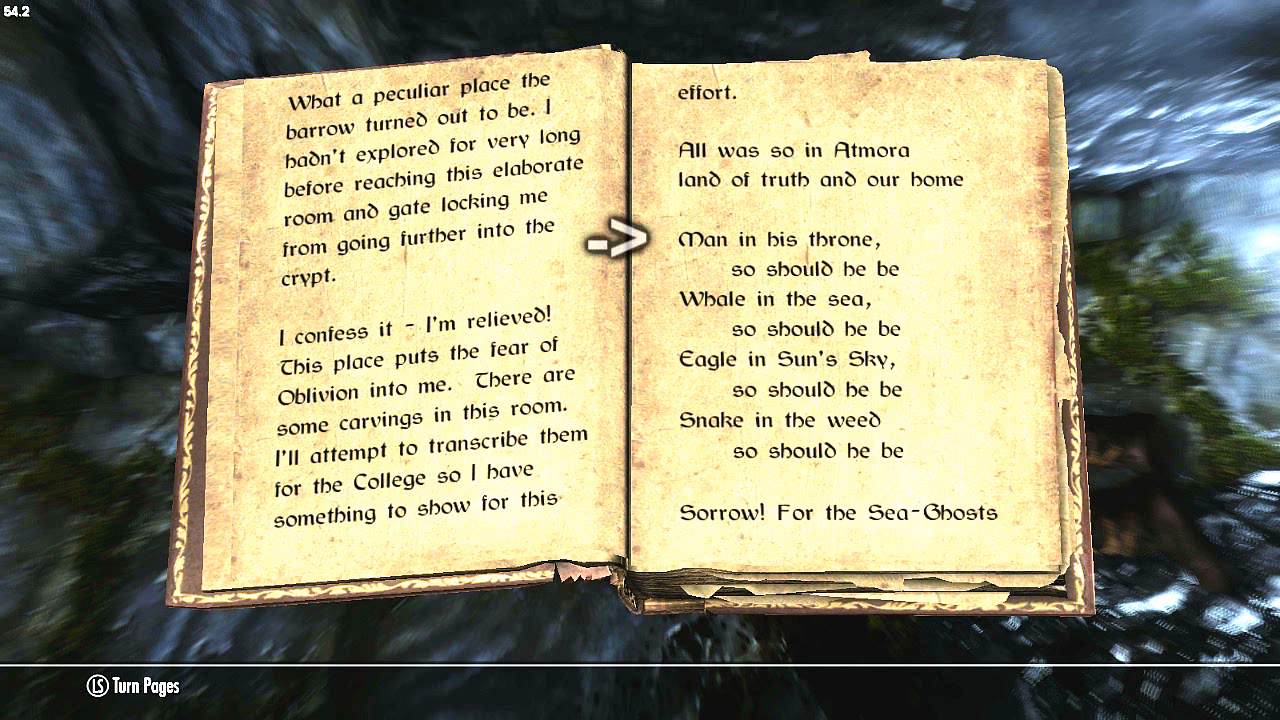 54.2
What a peculiar place the
barrow turned out to be. I
hadn't explored for very long
before reaching this elaborate
room and gate locking me
from going further into the
crypt.
I confess it - I'm relieved!
This place puts the fear of
Oblivion into me. There are
some carvings in this room.
I'll attempt to transcribe them
for the College so I have
something to show for this
->
effort.
All was so in Atmora
land of truth and our home
Man in his throne,
so should he be
Whale in the sea,
so should he be
Eagle in Sun's Sky,
so should he be
Snake in the weed
so should he be
Sorrow! For the Sea-Ghosts
LS Turn Pages